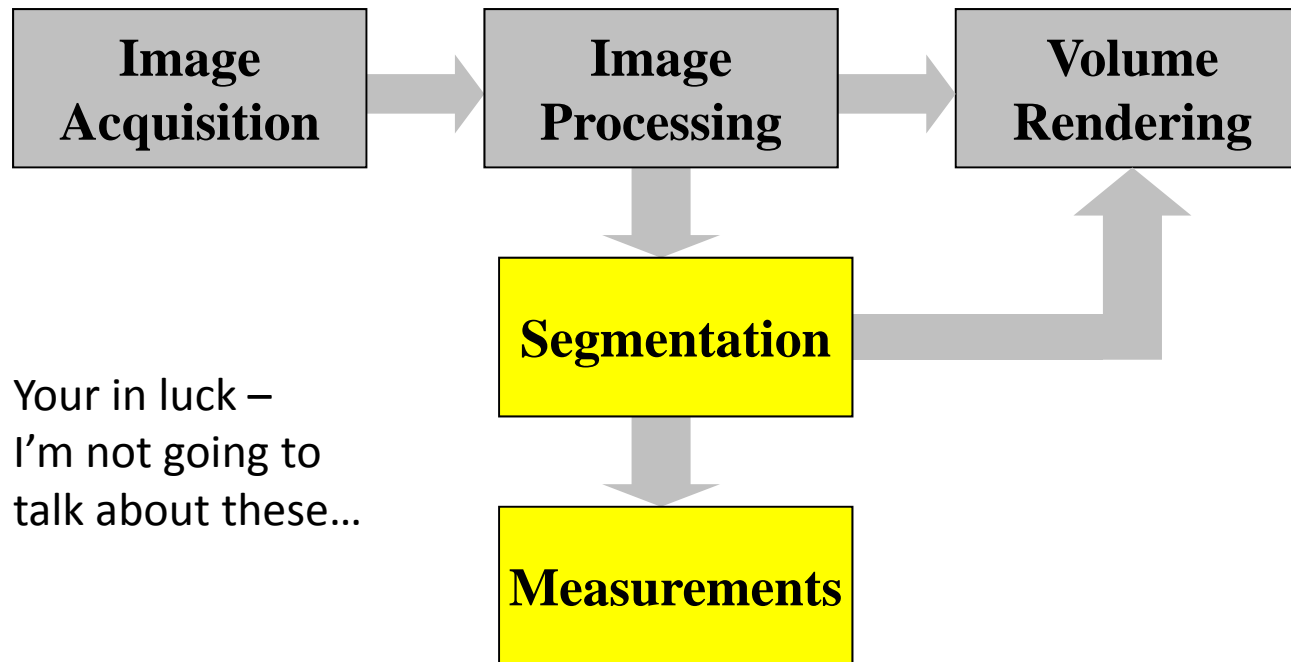 Image
Acquisition
Image
Processing
Volume
Rendering
Segmentation
Your in luck –
I’m not going to
talk about these…
Measurements